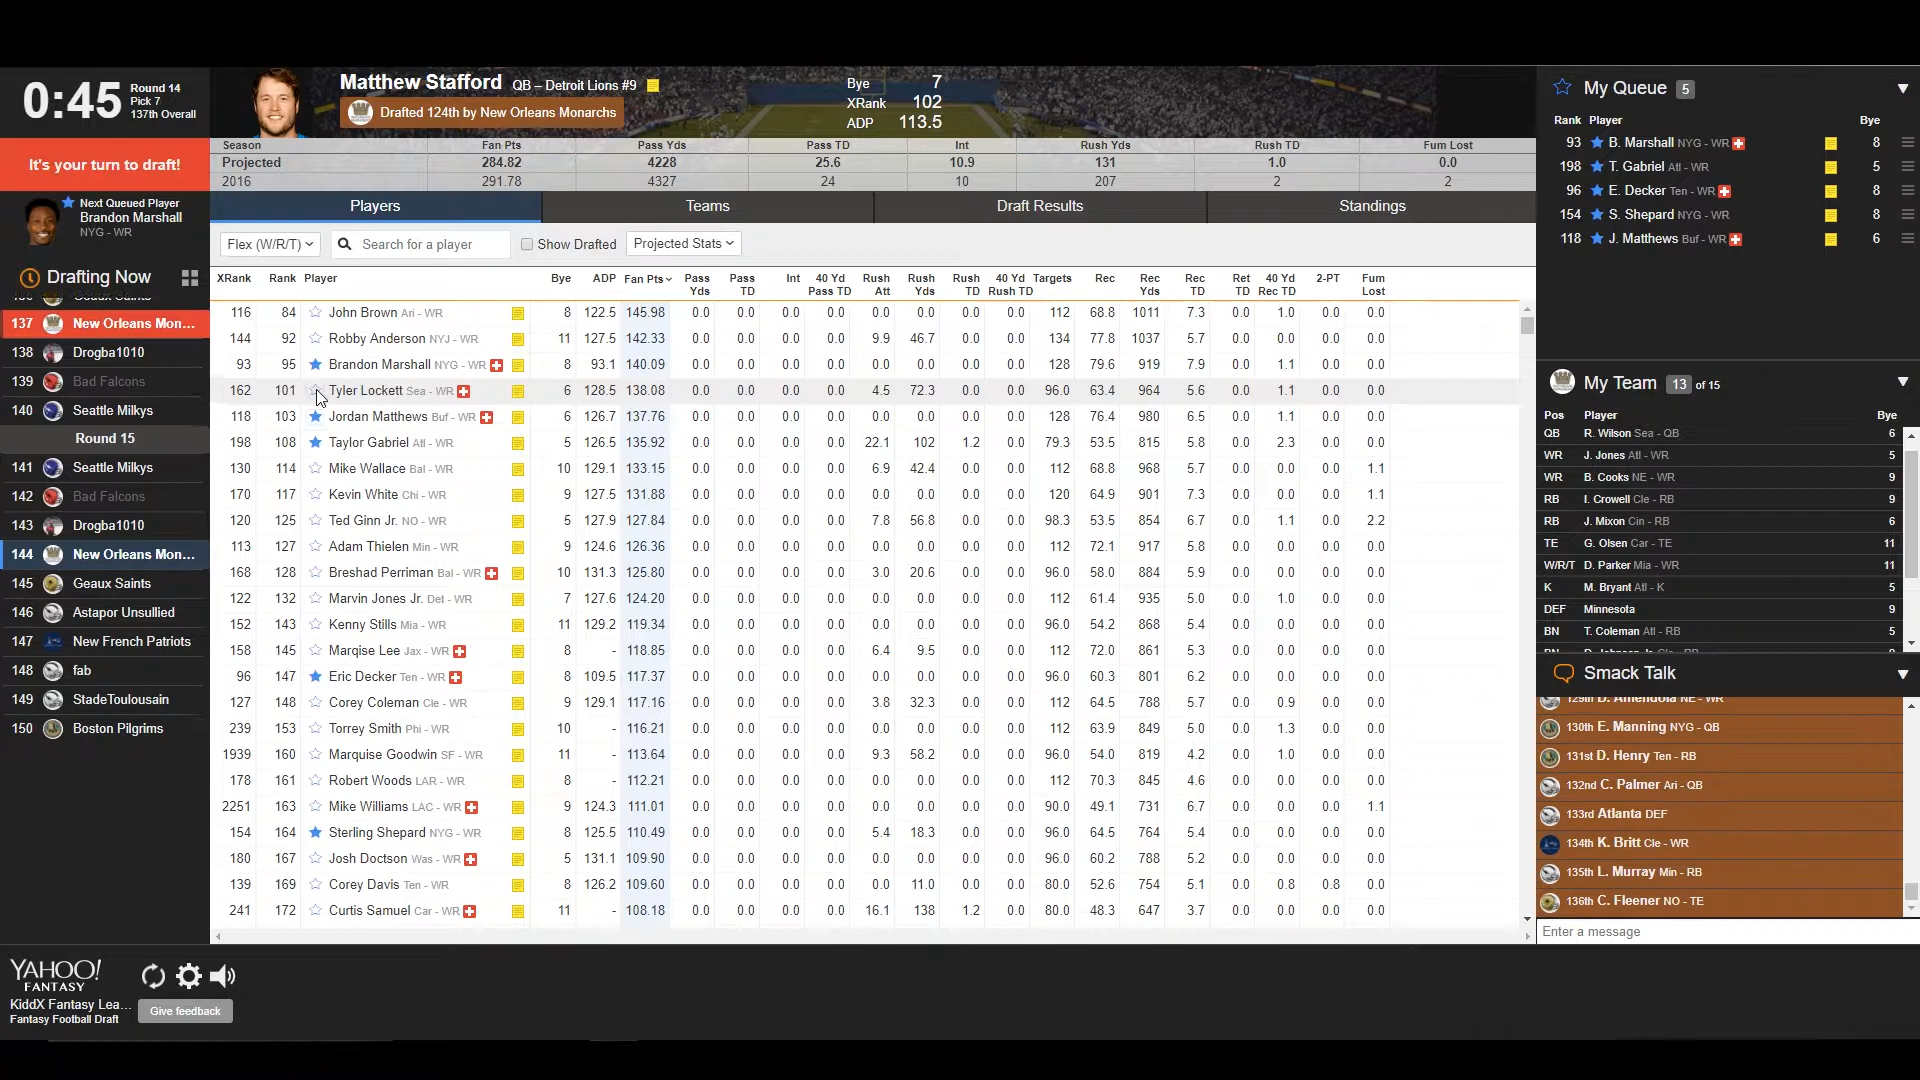 0:45
Round 14
Pick 7
137th Overall
It's your turn to draft!
Next Queued Player
Brandon Marshall
NYG - WR
Drafting Now
137 New Orleans Mon...
138 Drogba1010
139 Bad Falcons
140 Seattle Milkys
Round 15
141 Seattle Milkys
142 Bad Falcons
143 Drogba1010
144 New Orleans Mon...
145 Geaux Saints
146 Astapor Unsullied
147 New French Patriots
148 fab
149 StadeToulousain
150 Boston Pilgrims
Matthew Stafford QB – Detroit Lions #9
Drafted 124th by New Orleans Monarchs
Bye 7
XRank 102
ADP 113.5
Season Fan Pts Pass Yds Pass TD Int Rush Yds Rush TD Fum Lost
Projected 284.82 4228 25.6 10.9 131 1.0 0.0
2016 291.78 4327 24 10 207 2 2
Players Teams Draft Results Standings
Flex (W/R/T) Search for a player Show Drafted Projected Stats
XRank Rank Player Bye ADP Fan Pts Pass Yds Pass TD Int 40 Yd Pass TD Rush Att Rush Yds Rush TD 40 Yd Rush TD Targets Rec Rec Yds Rec TD Ret TD 40 Yd Rec TD 2-PT Fum Lost
116 84 John Brown Ari - WR 8 122.5 145.98 0.0 0.0 0.0 0.0 0.0 0.0 0.0 0.0 112 68.8 1011 7.3 0.0 1.0 0.0 0.0
144 92 Robby Anderson NYJ - WR 11 127.5 142.33 0.0 0.0 0.0 0.0 9.9 46.7 0.0 0.0 134 77.8 1037 5.7 0.0 1.0 0.0 0.0
93 95 Brandon Marshall NYG - WR 8 93.1 140.09 0.0 0.0 0.0 0.0 0.0 0.0 0.0 0.0 128 79.6 919 7.9 0.0 1.1 0.0 0.0
162 101 Tyler Lockett Sea - WR 6 128.5 138.08 0.0 0.0 0.0 0.0 4.5 72.3 0.0 0.0 96.0 63.4 964 5.6 0.0 1.1 0.0 0.0
118 103 Jordan Matthews Buf - WR 6 126.7 137.76 0.0 0.0 0.0 0.0 0.0 0.0 0.0 0.0 128 76.4 980 6.5 0.0 1.1 0.0 0.0
198 108 Taylor Gabriel Atl - WR 5 126.5 135.92 0.0 0.0 0.0 0.0 22.1 102 1.2 0.0 79.3 53.5 815 5.8 0.0 2.3 0.0 0.0
130 114 Mike Wallace Bal - WR 10 129.1 133.15 0.0 0.0 0.0 0.0 6.9 42.4 0.0 0.0 112 68.8 968 5.7 0.0 0.0 0.0 1.1
170 117 Kevin White Chi - WR 9 127.5 131.88 0.0 0.0 0.0 0.0 0.0 0.0 0.0 0.0 120 64.9 901 7.3 0.0 0.0 0.0 1.1
120 125 Ted Ginn Jr. NO - WR 5 127.9 127.84 0.0 0.0 0.0 0.0 7.8 56.8 0.0 0.0 98.3 53.5 854 6.7 0.0 1.1 0.0 2.2
113 127 Adam Thielen Min - WR 9 124.6 126.36 0.0 0.0 0.0 0.0 0.0 0.0 0.0 0.0 112 72.1 917 5.8 0.0 0.0 0.0 0.0
168 128 Breshad Perriman Bal - WR 10 131.3 125.80 0.0 0.0 0.0 0.0 3.0 20.6 0.0 0.0 96.0 58.0 884 5.9 0.0 0.0 0.0 0.0
122 132 Marvin Jones Jr. Det - WR 7 127.6 124.20 0.0 0.0 0.0 0.0 0.0 0.0 0.0 0.0 112 61.4 935 5.0 0.0 1.0 0.0 0.0
152 143 Kenny Stills Mia - WR 11 129.2 119.34 0.0 0.0 0.0 0.0 0.0 0.0 0.0 0.0 96.0 54.2 868 5.4 0.0 0.0 0.0 0.0
158 145 Marqise Lee Jax - WR 8 - 118.85 0.0 0.0 0.0 0.0 6.4 9.5 0.0 0.0 112 72.0 861 5.3 0.0 0.0 0.0 0.0
96 147 Eric Decker Ten - WR 8 109.5 117.37 0.0 0.0 0.0 0.0 0.0 0.0 0.0 0.0 96.0 60.3 801 6.2 0.0 0.0 0.0 0.0
127 148 Corey Coleman Cle - WR 9 129.1 117.16 0.0 0.0 0.0 0.0 3.8 32.3 0.0 0.0 112 64.5 788 5.7 0.0 0.9 0.0 0.0
239 153 Torrey Smith Phi - WR 10 - 116.21 0.0 0.0 0.0 0.0 0.0 0.0 0.0 0.0 112 63.9 849 5.0 0.0 1.3 0.0 0.0
1939 160 Marquise Goodwin SF - WR 11 - 113.64 0.0 0.0 0.0 0.0 9.3 58.2 0.0 0.0 96.0 54.0 819 4.2 0.0 1.0 0.0 0.0
178 161 Robert Woods LAR - WR 8 - 112.21 0.0 0.0 0.0 0.0 0.0 0.0 0.0 0.0 112 70.3 845 4.6 0.0 0.0 0.0 0.0
2251 163 Mike Williams LAC - WR 9 124.3 111.01 0.0 0.0 0.0 0.0 0.0 0.0 0.0 0.0 90.0 49.1 731 6.7 0.0 0.0 0.0 1.1
154 164 Sterling Shepard NYG - WR 8 125.5 110.49 0.0 0.0 0.0 0.0 5.4 18.3 0.0 0.0 96.0 64.5 764 5.4 0.0 0.0 0.0 0.0
180 167 Josh Doctson Was - WR 5 131.1 109.90 0.0 0.0 0.0 0.0 0.0 0.0 0.0 0.0 96.0 60.2 788 5.2 0.0 0.0 0.0 0.0
139 169 Corey Davis Ten - WR 8 126.2 109.60 0.0 0.0 0.0 0.0 0.0 11.0 0.0 0.0 80.0 52.6 754 5.1 0.0 0.8 0.8 0.0
241 172 Curtis Samuel Car - WR 11 - 108.18 0.0 0.0 0.0 0.0 16.1 138 1.2 0.0 80.0 48.3 647 3.7 0.0 0.0 0.0 0.0
My Queue 5
Rank Player Bye
93 B. Marshall NYG - WR 8
198 T. Gabriel Atl - WR 5
96 E. Decker Ten - WR 8
154 S. Shepard NYG - WR 8
118 J. Matthews Buf - WR 6
My Team 13 of 15
Pos Player Bye
QB R. Wilson Sea - QB 6
WR J. Jones Atl - WR 5
WR B. Cooks NE - WR 9
RB I. Crowell Cle - RB 9
RB J. Mixon Cin - RB 6
TE G. Olsen Car - TE 11
W/R/T D. Parker Mia - WR 11
K M. Bryant Atl - K 5
DEF Minnesota 9
BN T. Coleman Atl - RB 5
Smack Talk
129th D. Amendola NE - WR
130th E. Manning NYG - QB
131st D. Henry Ten - RB
132nd C. Palmer Ari - QB
133rd Atlanta DEF
134th K. Britt Cle - WR
135th L. Murray Min - RB
136th C. Fleener NO - TE
Enter a message
YAHOO!
FANTASY
KiddX Fantasy Lea...
Fantasy Football Draft
Give feedback